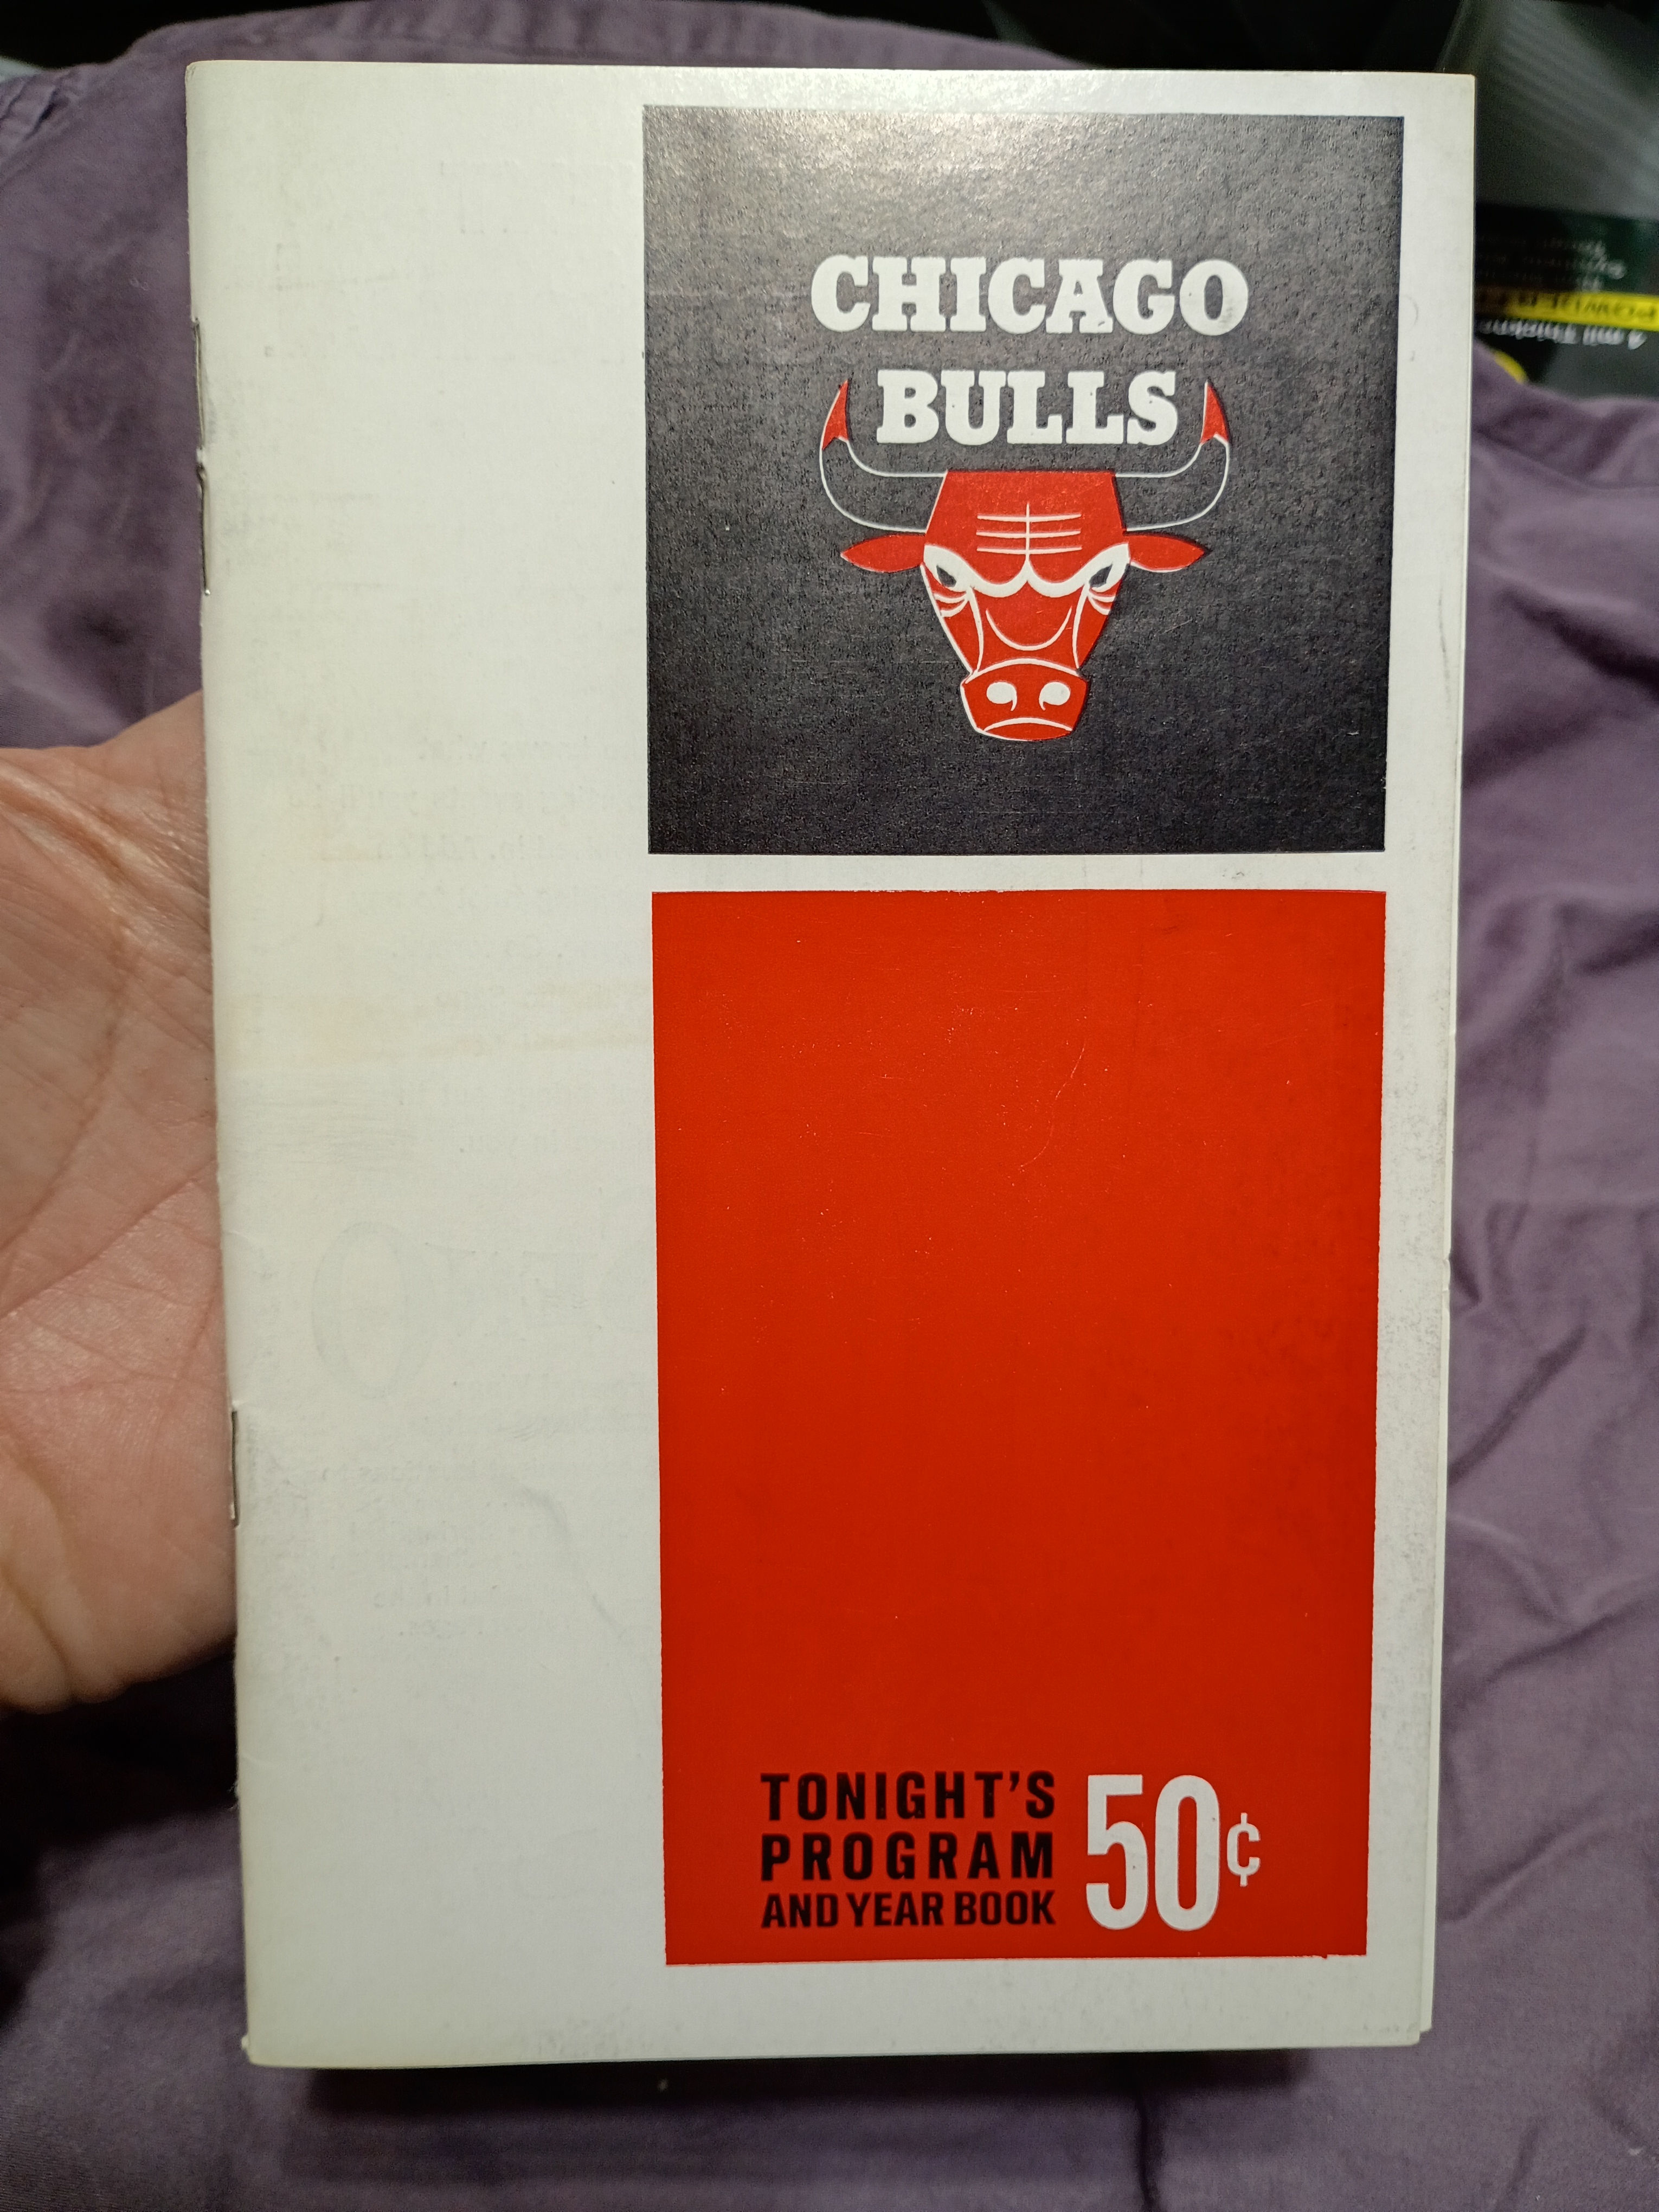 CHICAGO
BULLS
TONIGHT'S
PROGRAM
AND YEAR BOOK
50¢